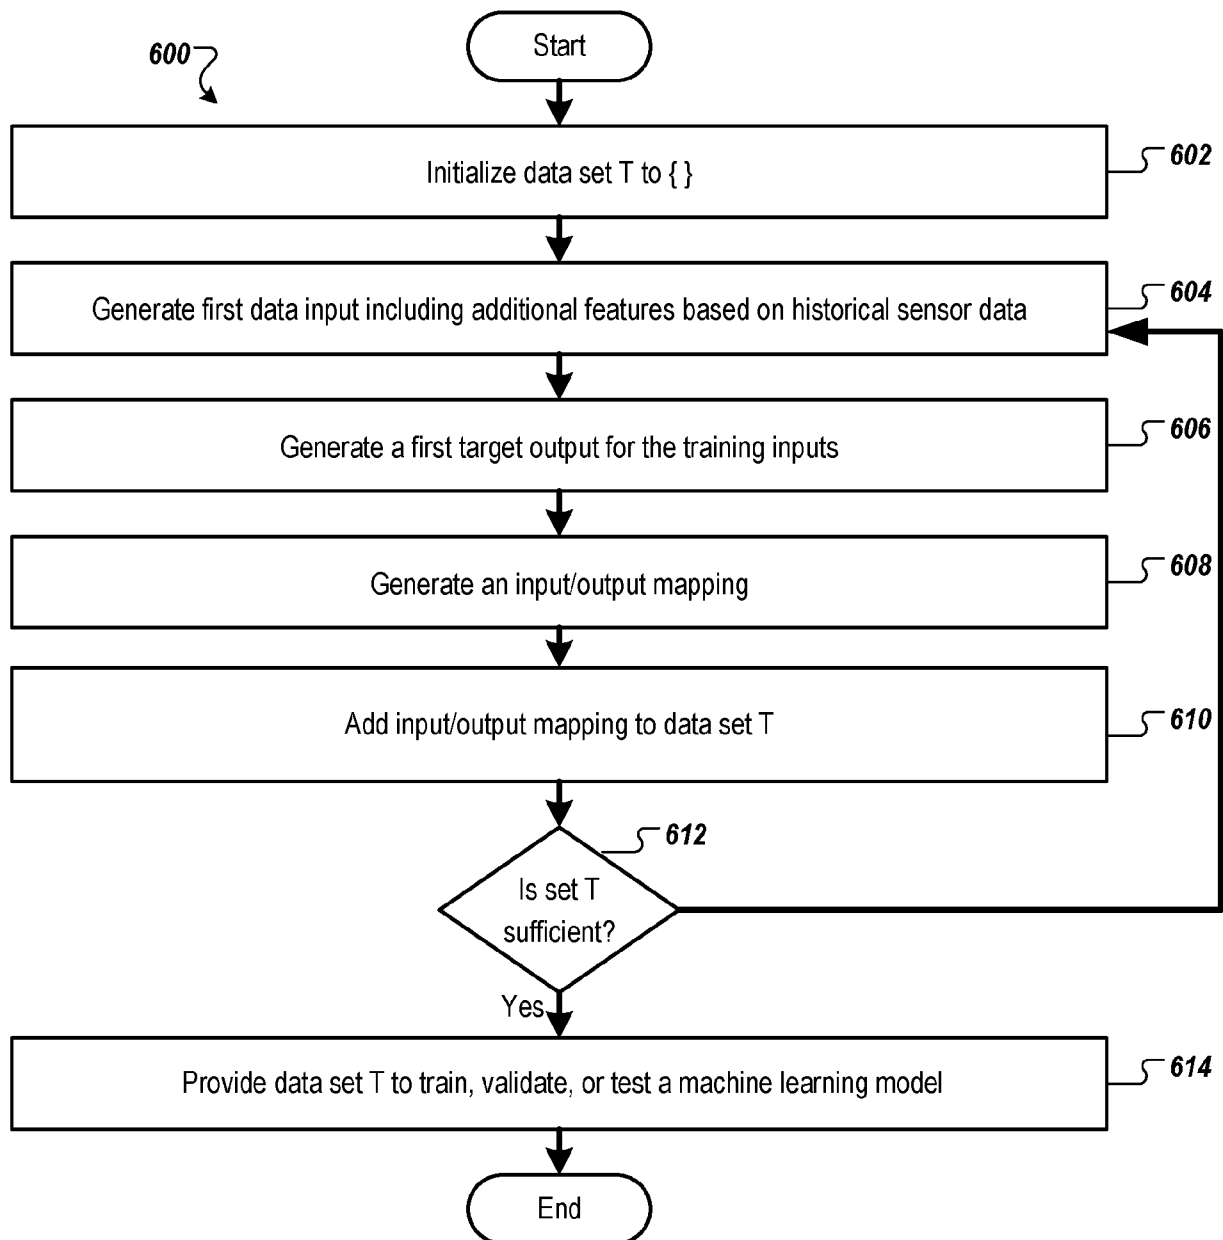 Start
600
Initialize data set T to { }
602
Generate first data input including additional features based on historical sensor data
604
Generate a first target output for the training inputs
606
Generate an input/output mapping
608
Add input/output mapping to data set T
610
612
Is set T
sufficient?
Yes
Provide data set T to train, validate, or test a machine learning model
614
End